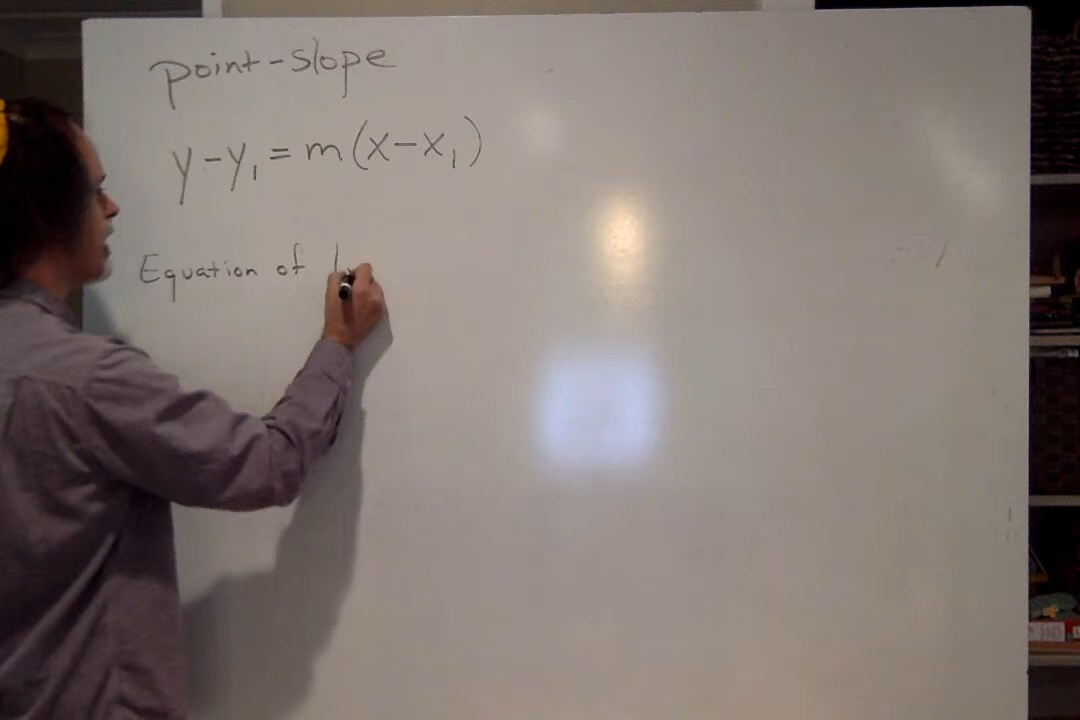 point-slope
y-y₁=m(x-x₁)
Equation of